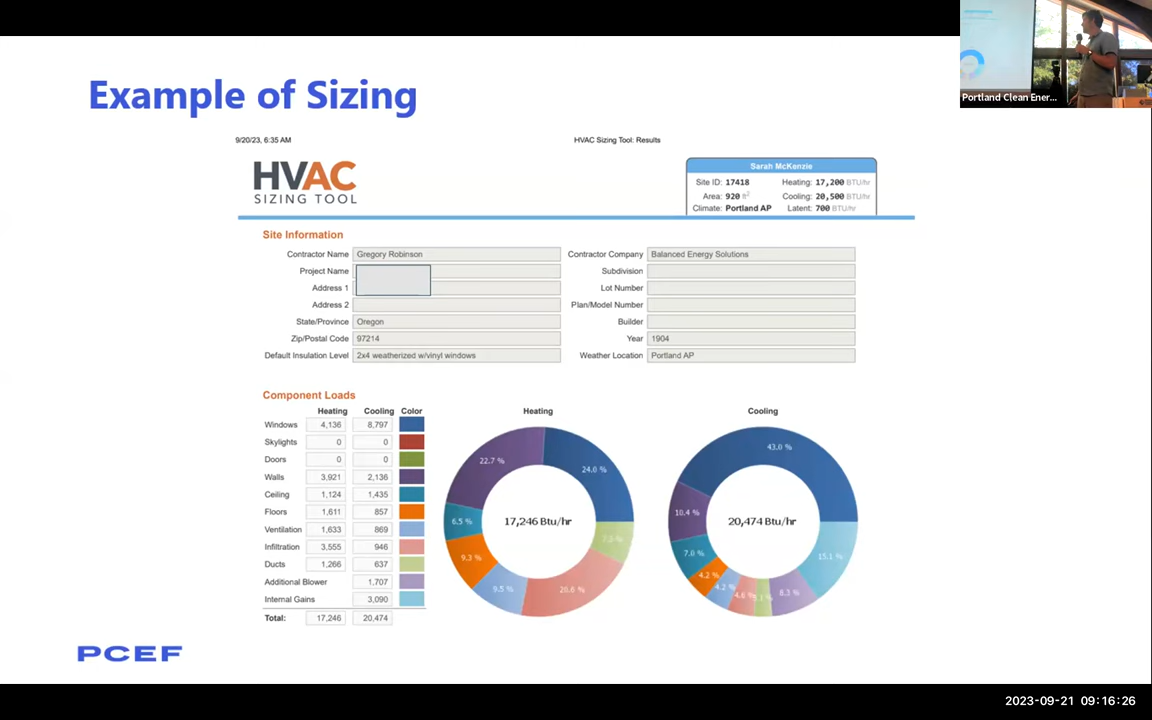 Example of Sizing
Portland Clean Ener...
9/20/23, 6:35 AM
HVAC Sizing Tool: Results
HVAC
SIZING TOOL
Sarah McKenzie
Site ID: 17418 Heating: 17,200 BTU/hr
Area: 920 ft² Cooling: 20,500 BTU/hr
Climate: Portland AP Latent: 700 BTU/hr
Site Information
Contractor Name Gregory Robinson Contractor Company Balanced Energy Solutions
Project Name Subdivision
Address 1 Lot Number
Address 2 Plan/Model Number
State/Province Oregon Builder
Zip/Postal Code 97214 Year 1904
Default Insulation Level 2x4 weatherized w/vinyl windows Weather Location Portland AP
Component Loads
Heating Cooling Color
Windows 4,136 8,797
Skylights 0 0
Doors 0 0
Walls 3,921 2,136
Ceiling 1,124 1,435
Floors 1,611 857
Ventilation 1,633 869
Infiltration 3,555 946
Ducts 1,266 637
Additional Blower 1,707
Internal Gains 3,090
Total: 17,246 20,474
Heating
22.7 %
24.0 %
6.5 %
17,246 Btu/hr
9.3 %
9.5 %
20.6 %
Cooling
43.0 %
10.4 %
20,474 Btu/hr
7.0 %
15.1 %
4.2 %
4.2 %
4.6 %
8.3 %
PCEF
2023-09-21 09:16:26